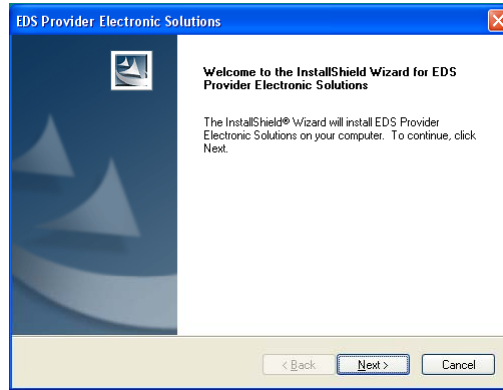 EDS Provider Electronic Solutions
Welcome to the InstallShield Wizard for EDS
Provider Electronic Solutions
The InstallShield® Wizard will install EDS Provider
Electronic Solutions on your computer. To continue, click
Next.
< Back Next > Cancel